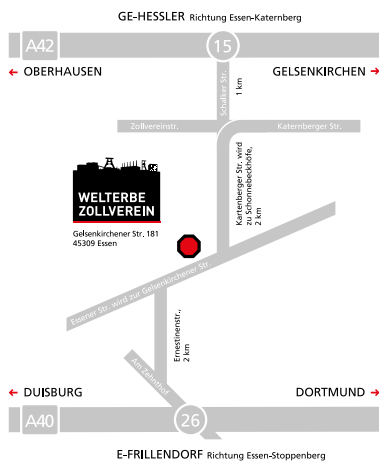 GE-HESSLER Richtung Essen-Katernberg
A42
15
← OBERHAUSEN
GELSENKIRCHEN →
Schalker Str.
1 km
Zollvereinstr.
Katernberger Str.
Kartenberger Str. wird
zu Schonnebeckhöfe,
2 km
WELTERBE
ZOLLVEREIN
Gelsenkirchener Str. 181
45309 Essen
Essener Str. wird zur Gelsenkirchener Str.
Ernestinenstr.,
2 km
Am Zehnthof
← DUISBURG
DORTMUND →
A40
26
E-FRILLENDORF Richtung Essen-Stoppenberg